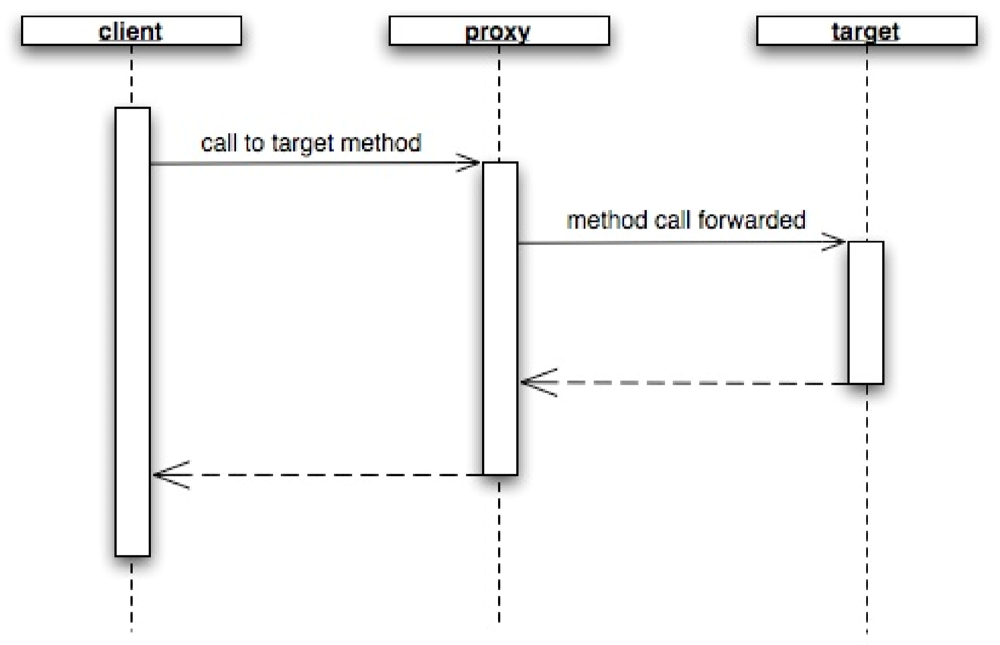 client
proxy
target
call to target method
method call forwarded